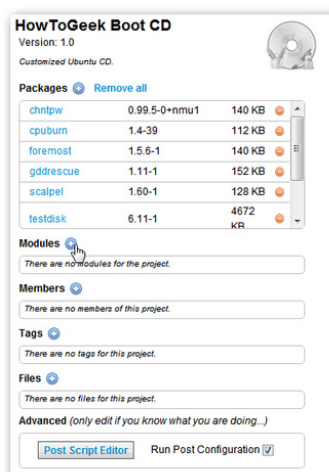 HowToGeek Boot CD
Version: 1.0
Customized Ubuntu CD.
Packages Remove all
chntpw 0.99.5-0+nmu1 140 KB
cpuburn 1.4-39 112 KB
foremost 1.5.6-1 140 KB
gddrescue 1.11-1 152 KB
scalpel 1.60-1 128 KB
testdisk 6.11-1 4672 KB
Modules
There are no modules for the project.
Members
There are no members of this project.
Tags
There are no tags for this project.
Files
There are no files for this project.
Advanced (only edit if you know what you are doing...)
Post Script Editor Run Post Configuration